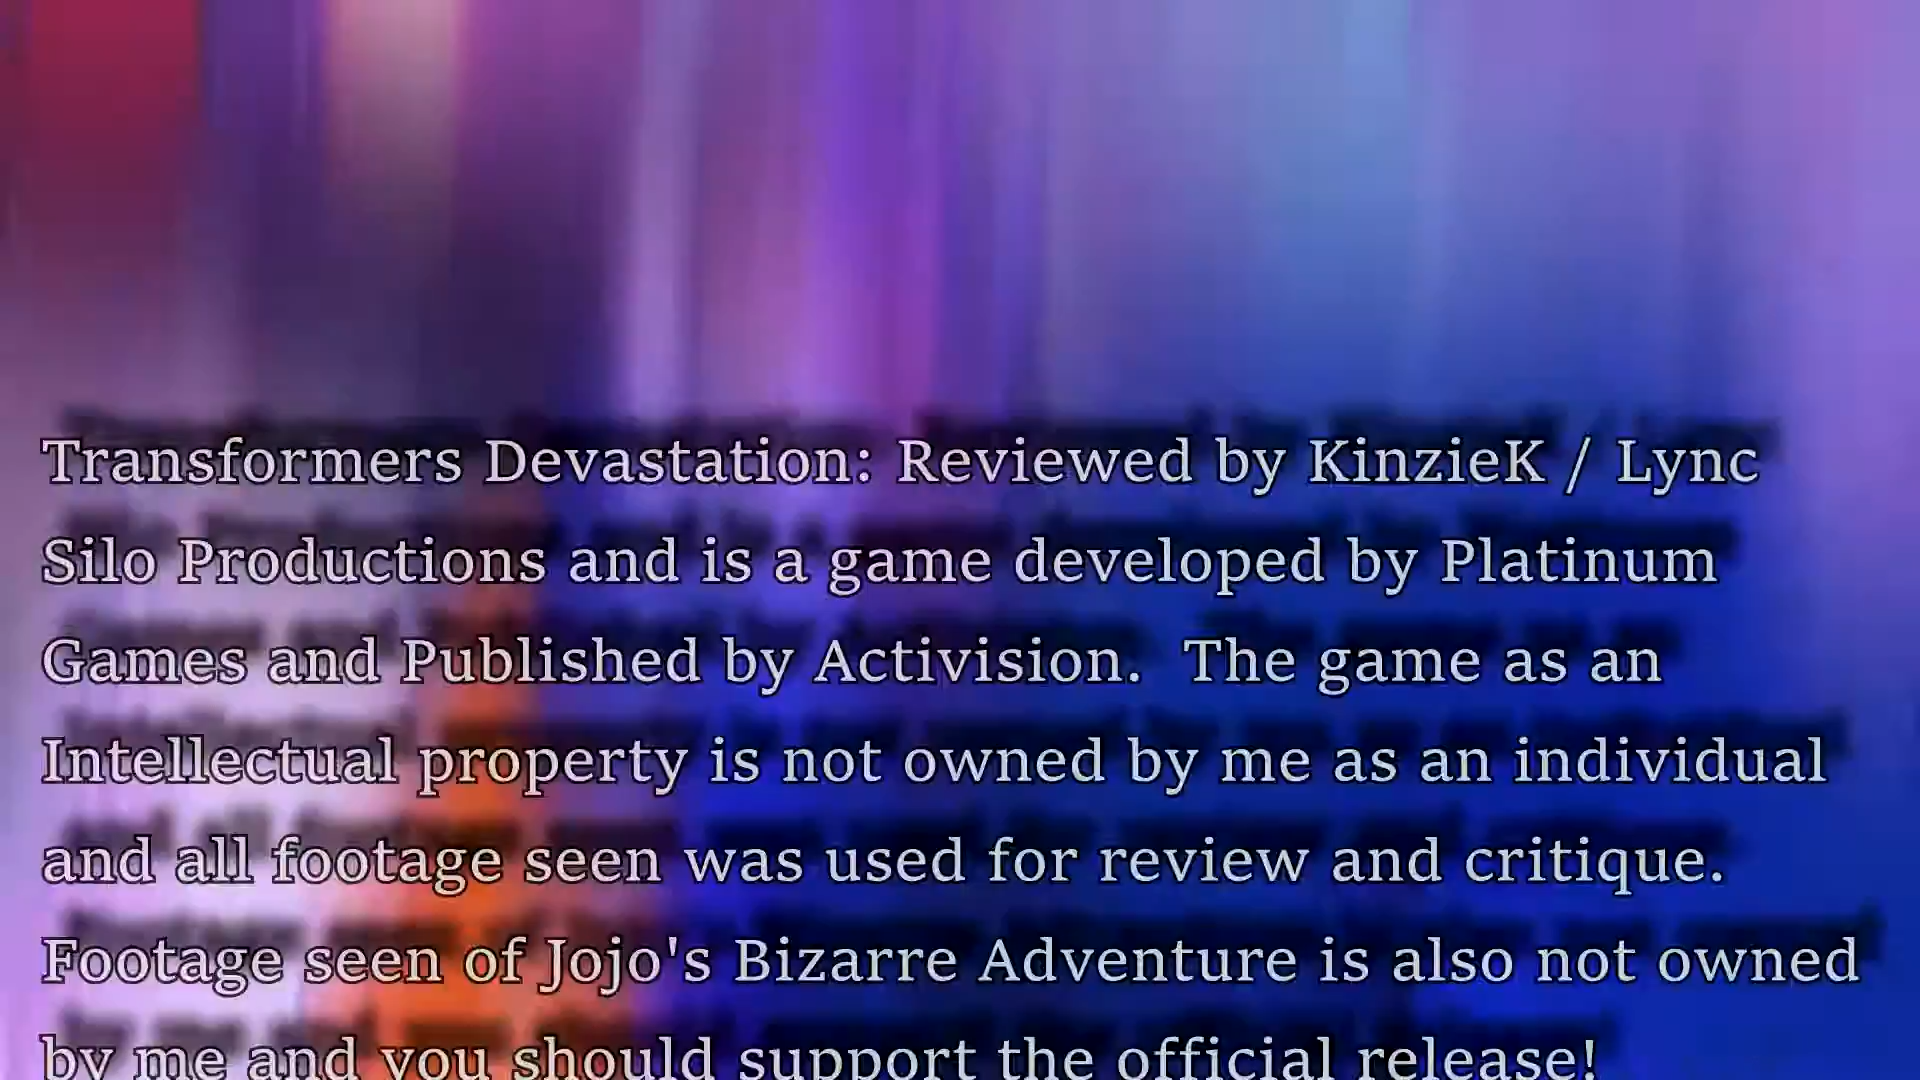 Transformers Devastation: Reviewed by KinzieK / Lync
Silo Productions and is a game developed by Platinum
Games and Published by Activision.  The game as an
Intellectual property is not owned by me as an individual
and all footage seen was used for review and critique.
Footage seen of Jojo's Bizarre Adventure is also not owned
by me and you should support the official release!